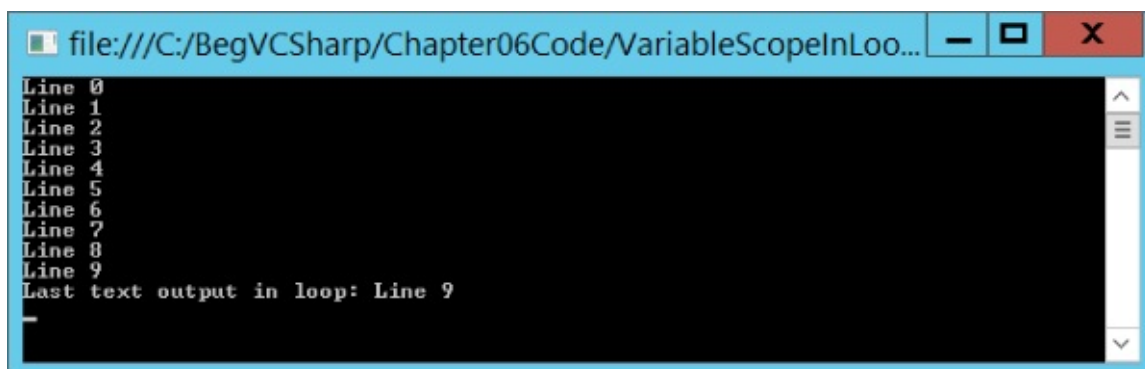 file:///C:/BegVCSharp/Chapter06Code/VariableScopeInLoo...
Line 0
Line 1
Line 2
Line 3
Line 4
Line 5
Line 6
Line 7
Line 8
Line 9
Last text output in loop: Line 9